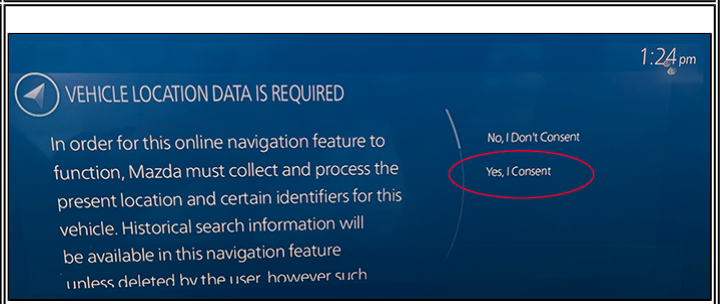 1:24 pm
VEHICLE LOCATION DATA IS REQUIRED
In order for this online navigation feature to
function, Mazda must collect and process the
present location and certain identifiers for this
vehicle. Historical search information will
be available in this navigation feature
unless deleted by the user, however such
No, I Don't Consent
Yes, I Consent